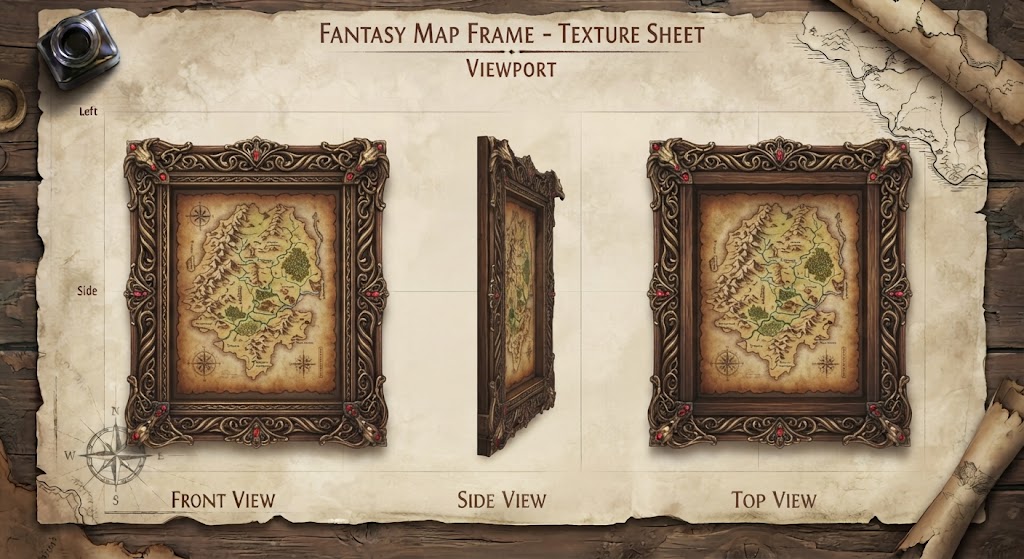 FANTASY MAP FRAME - TEXTURE SHEET
VIEWPORT
Left
Side
N
W E
S
FRONT VIEW
SIDE VIEW
TOP VIEW